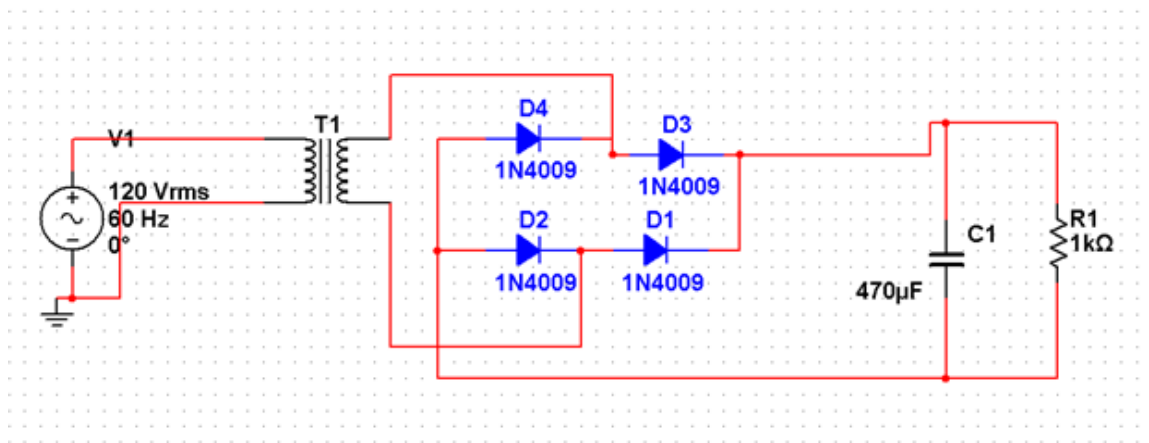 V1
120 Vrms
60 Hz
0°
T1
D4
1N4009
D3
1N4009
D2
1N4009
D1
1N4009
C1
470µF
R1
1kΩ